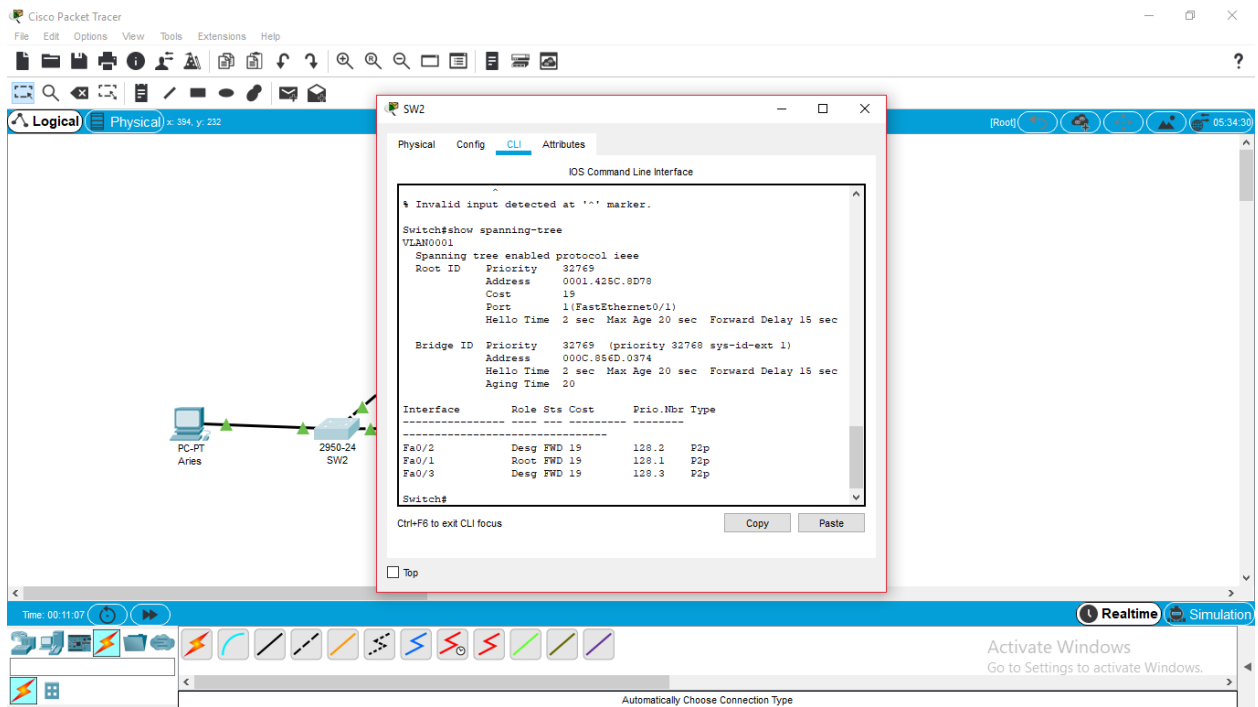 Cisco Packet Tracer
File Edit Options View Tools Extensions Help
Logical Physical x: 394, y: 232
[Root] 05:34:30
SW2
Physical Config CLI Attributes
IOS Command Line Interface
^
% Invalid input detected at '^' marker.
Switch#show spanning-tree
VLAN0001
Spanning tree enabled protocol ieee
Root ID Priority 32769
Address 0001.425C.8D78
Cost 19
Port 1(FastEthernet0/1)
Hello Time 2 sec Max Age 20 sec Forward Delay 15 sec
Bridge ID Priority 32769 (priority 32768 sys-id-ext 1)
Address 000C.856D.0374
Hello Time 2 sec Max Age 20 sec Forward Delay 15 sec
Aging Time 20
Interface Role Sts Cost Prio.Nbr Type
---------------- ---- --- --------- --------
--------------------------------
Fa0/2 Desg FWD 19 128.2 P2p
Fa0/1 Root FWD 19 128.1 P2p
Fa0/3 Desg FWD 19 128.3 P2p
Switch#
Ctrl+F6 to exit CLI focus
Copy Paste
Top
PC-PT
Aries
2950-24
SW2
Time: 00:11:07
Realtime Simulation
Activate Windows
Go to Settings to activate Windows.
Automatically Choose Connection Type